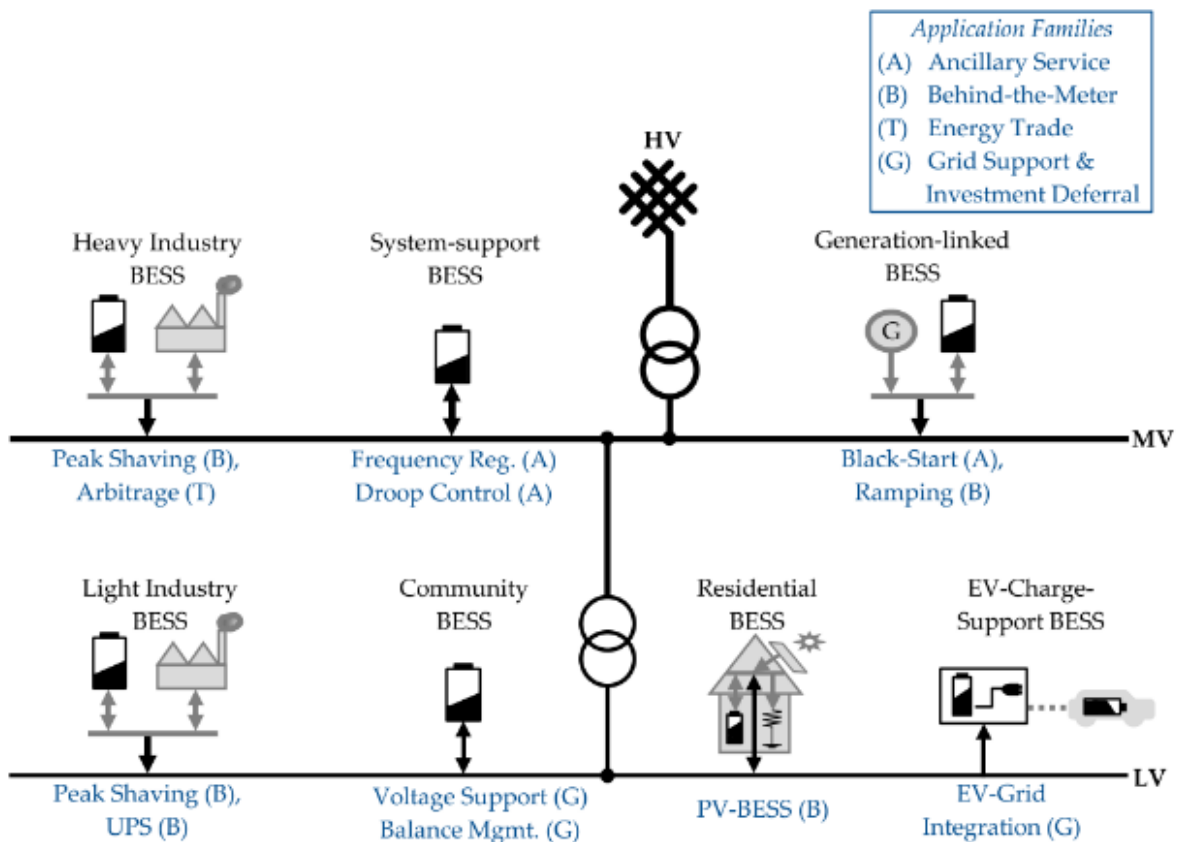 Application Families
(A) Ancillary Service
(B) Behind-the-Meter
(T) Energy Trade
(G) Grid Support &
Investment Deferral
HV
Heavy Industry
BESS
System-support
BESS
Generation-linked
BESS
G
MV
Peak Shaving (B),
Arbitrage (T)
Frequency Reg. (A)
Droop Control (A)
Black-Start (A),
Ramping (B)
Light Industry
BESS
Community
BESS
Residential
BESS
EV-Charge-
Support BESS
LV
Peak Shaving (B),
UPS (B)
Voltage Support (G)
Balance Mgmt. (G)
PV-BESS (B)
EV-Grid
Integration (G)